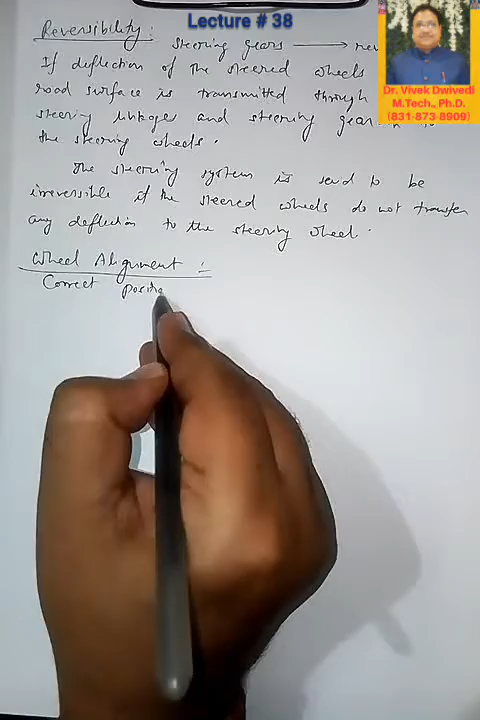 Lecture # 38
Dr. Vivek Dwivedi
M.Tech., Ph.D.
(831-873-8909)
Reversibility : Steering gears → rev
If deflection of the steered wheels
road surface is transmitted through
steering linkages and steering gear
the steering wheels.
The steering system is said to be
irreversible if the steered wheels do not transfer
any deflection to the steering wheel.
Wheel Alignment :-
Correct positio